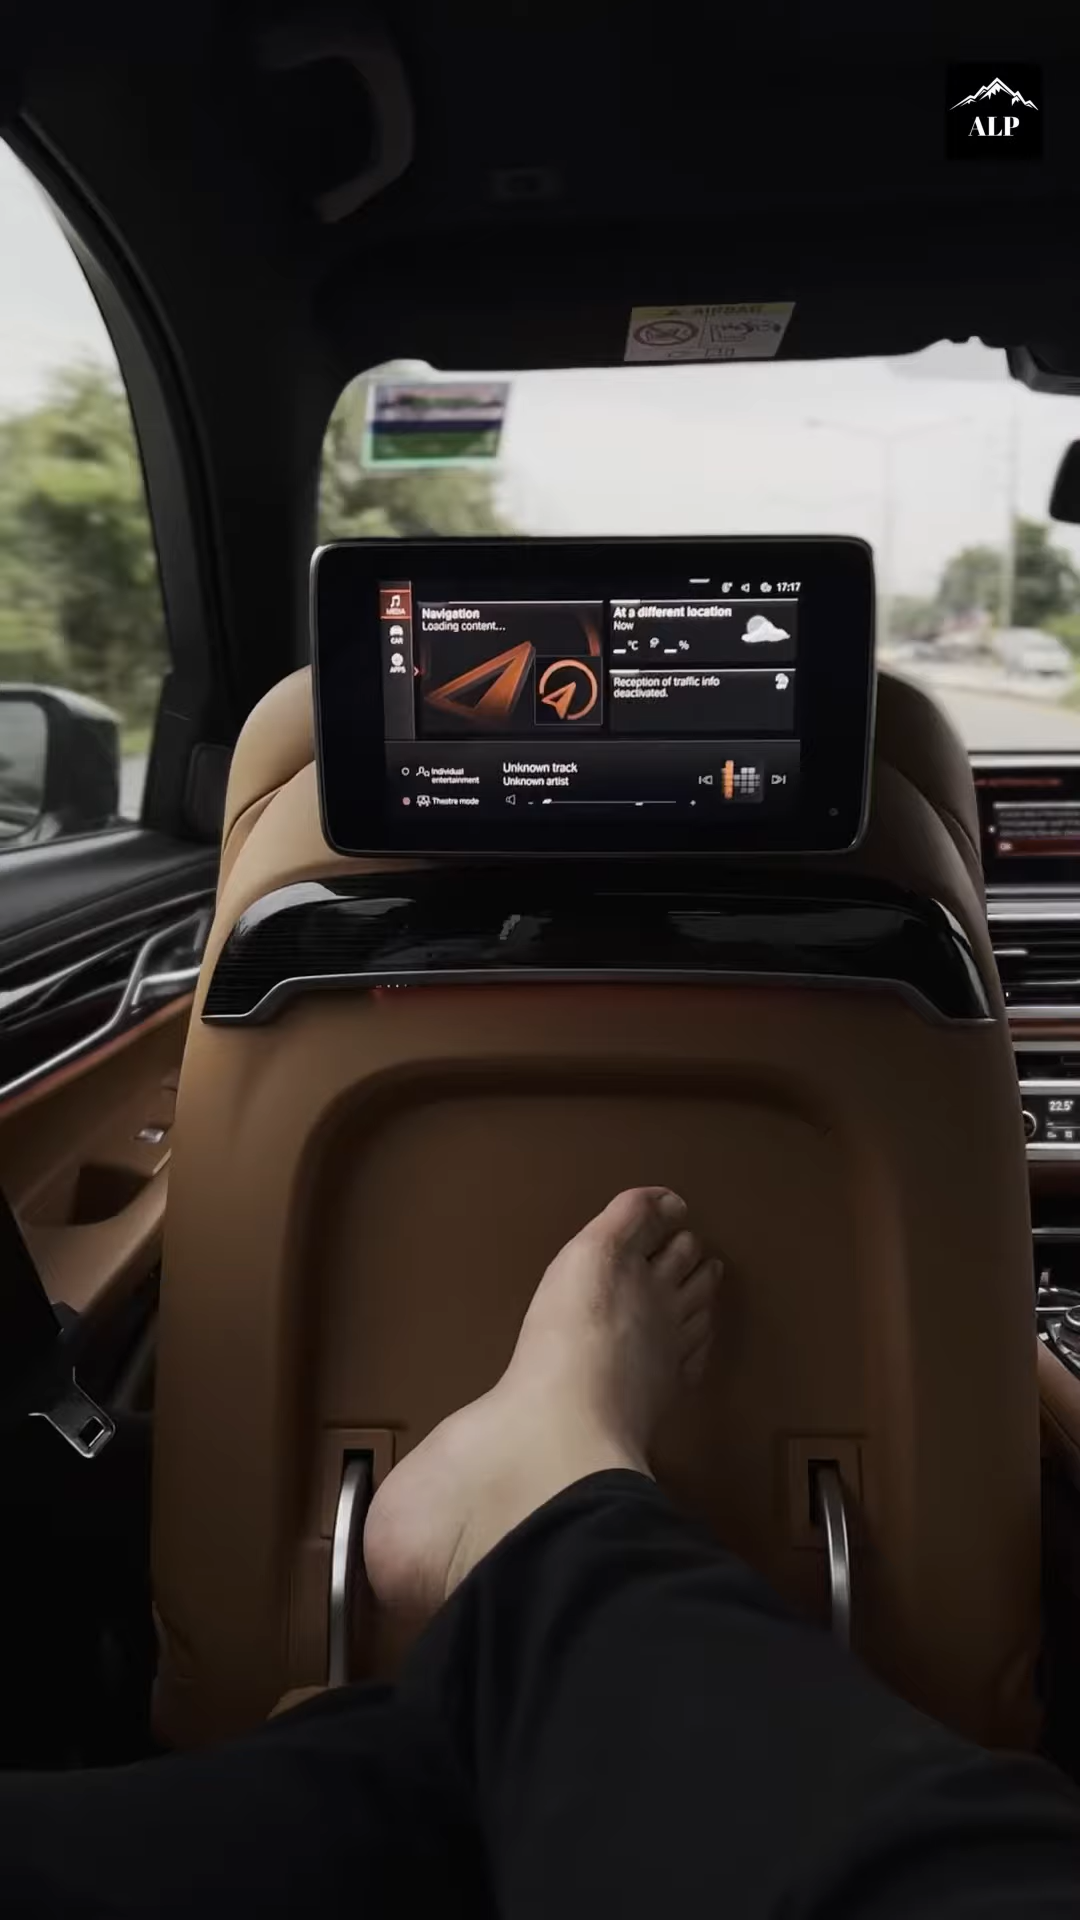 ALP
AIRBAG
17:17
MEDIA
CAR
APPS
Navigation
Loading content...
At a different location
Now
°C
%
Reception of traffic info
deactivated.
Individual
entertainment
Theatre mode
Unknown track
Unknown artist
22.5°